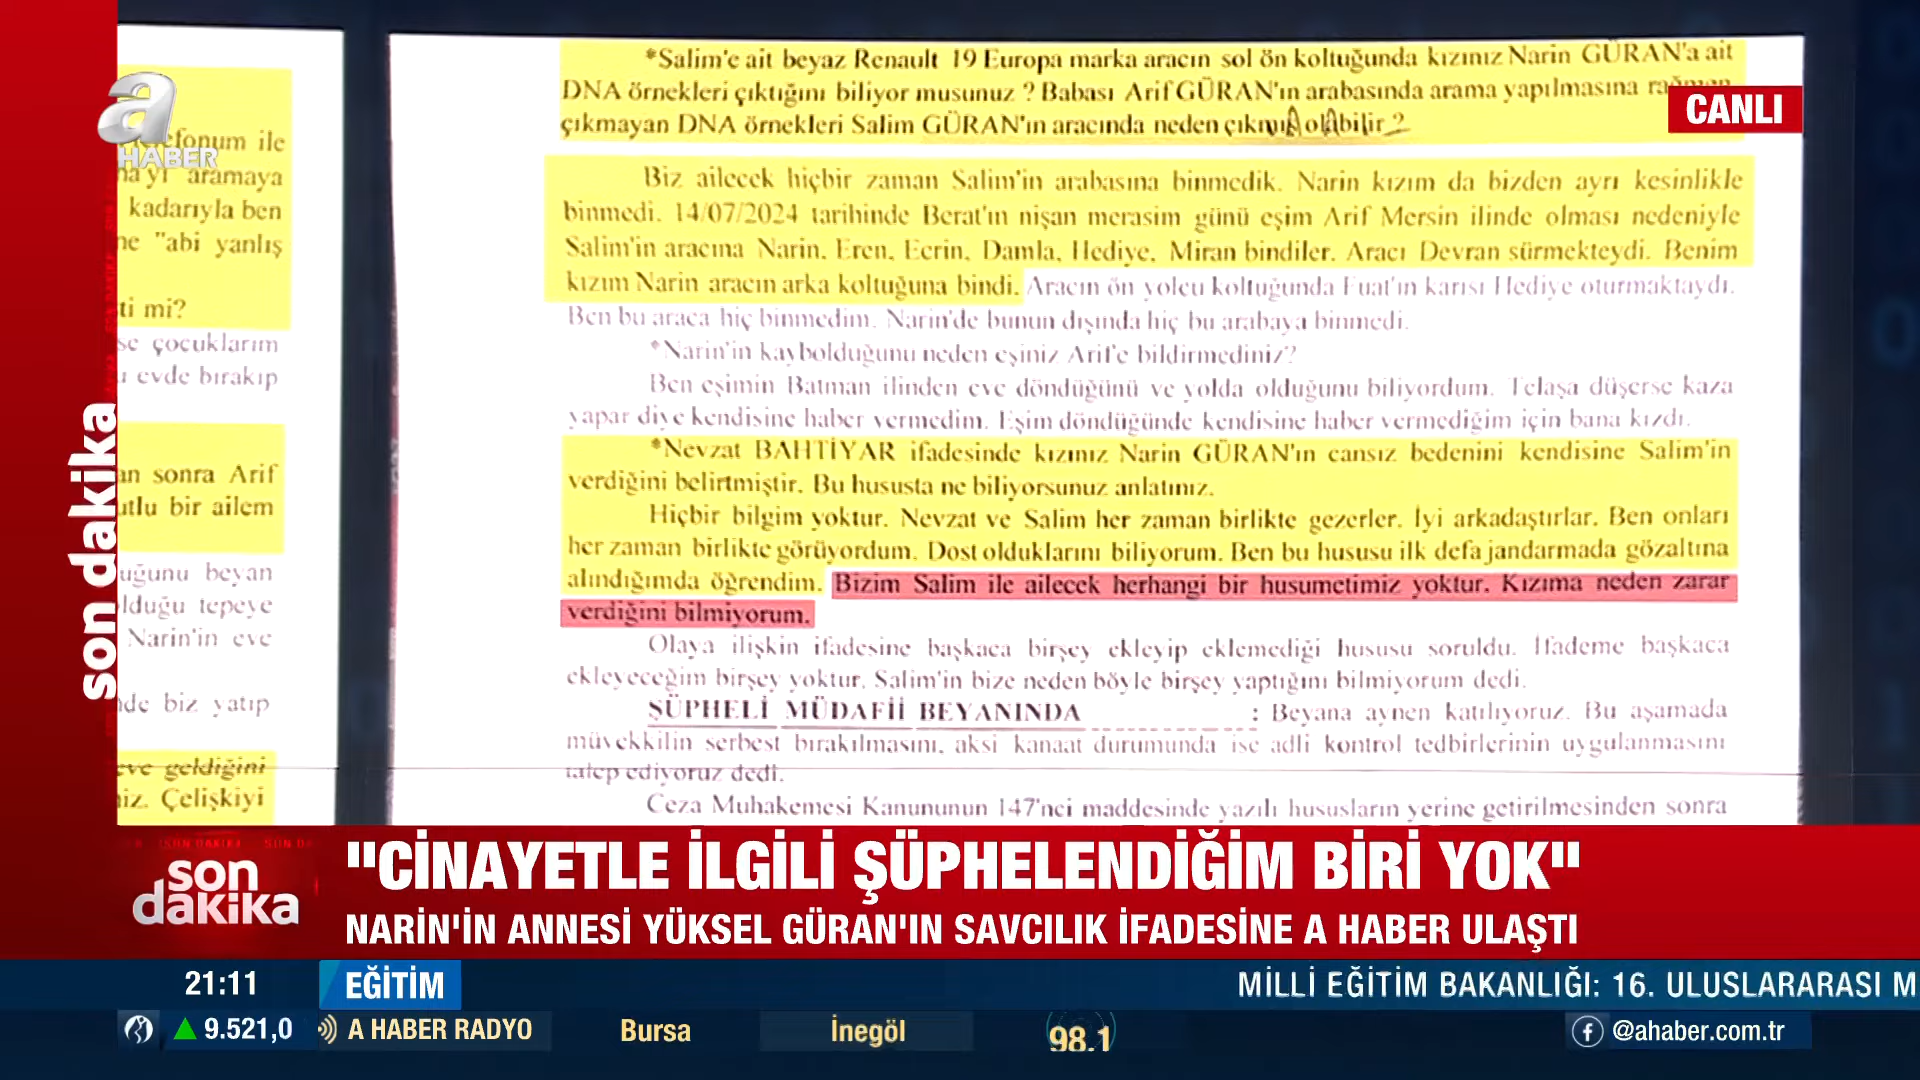 a
HABER
CANLI
son dakika
efonum ile
na'yı aramaya
kadarıyla ben
ne "abi yanlış
ti mi?
se çocuklarım
u evde bırakıp
an sonra Arif
utlu bir ailem
uğunu beyan
olduğu tepeye
Narin'in eve
nde biz yatıp
eve geldiğini
niz. Çelişkiyi
*Salim'e ait beyaz Renault 19 Europa marka aracın sol ön koltuğunda kızınız Narin GÜRAN'a ait
DNA örnekleri çıktığını biliyor musunuz ? Babası Arif GÜRAN'ın arabasında arama yapılmasına rağmen
çıkmayan DNA örnekleri Salim GÜRAN'ın aracında neden çıkmış olabilir ?
Biz ailecek hiçbir zaman Salim'in arabasına binmedik. Narin kızım da bizden ayrı kesinlikle
binmedi. 14/07/2024 tarihinde Berat'ın nişan merasim günü eşim Arif Mersin ilinde olması nedeniyle
Salim'in aracına Narin, Eren, Ecrin, Damla, Hediye, Miran bindiler. Aracı Devran sürmekteydi. Benim
kızım Narin aracın arka koltuğuna bindi. Aracın ön yolcu koltuğunda Fuat'ın karısı Hediye oturmaktaydı.
Ben bu araca hiç binmedim. Narin'de bunun dışında hiç bu arabaya binmedi.
*Narin'in kaybolduğunu neden eşiniz Arif'e bildirmediniz?
Ben eşimin Batman ilinden eve döndüğünü ve yolda olduğunu biliyordum. Telaşa düşerse kaza
yapar diye kendisine haber vermedim. Eşim döndüğünde kendisine haber vermediğim için bana kızdı.
*Nevzat BAHTİYAR ifadesinde kızınız Narin GÜRAN'ın cansız bedenini kendisine Salim'in
verdiğini belirtmiştir. Bu hususta ne biliyorsunuz anlatınız.
Hiçbir bilgim yoktur. Nevzat ve Salim her zaman birlikte gezerler. İyi arkadaştırlar. Ben onları
her zaman birlikte görüyordum. Dost olduklarını biliyorum. Ben bu hususu ilk defa jandarmada gözaltına
alındığımda öğrendim. Bizim Salim ile ailecek herhangi bir husumetimiz yoktur. Kızıma neden zarar
verdiğini bilmiyorum.
Olaya ilişkin ifadesine başkaca birşey ekleyip eklemediği hususu soruldu. İfademe başkaca
ekleyeceğim birşey yoktur. Salim'in bize neden böyle birşey yaptığını bilmiyorum dedi.
ŞÜPHELİ MÜDAFİİ BEYANINDA : Beyana aynen katılıyoruz. Bu aşamada
müvekkilin serbest bırakılmasını, aksi kanaat durumunda ise adli kontrol tedbirlerinin uygulanmasını
talep ediyoruz dedi.
Ceza Muhakemesi Kanununun 147'nci maddesinde yazılı hususların yerine getirilmesinden sonra
son
dakika
"CİNAYETLE İLGİLİ ŞÜPHELENDİĞİM BİRİ YOK"
NARİN'İN ANNESİ YÜKSEL GÜRAN'IN SAVCILIK İFADESİNE A HABER ULAŞTI
21:11 EĞİTİM MİLLİ EĞİTİM BAKANLIĞI: 16. ULUSLARARASI M
9.521,0 A HABER RADYO Bursa İnegöl 98.1 @ahaber.com.tr